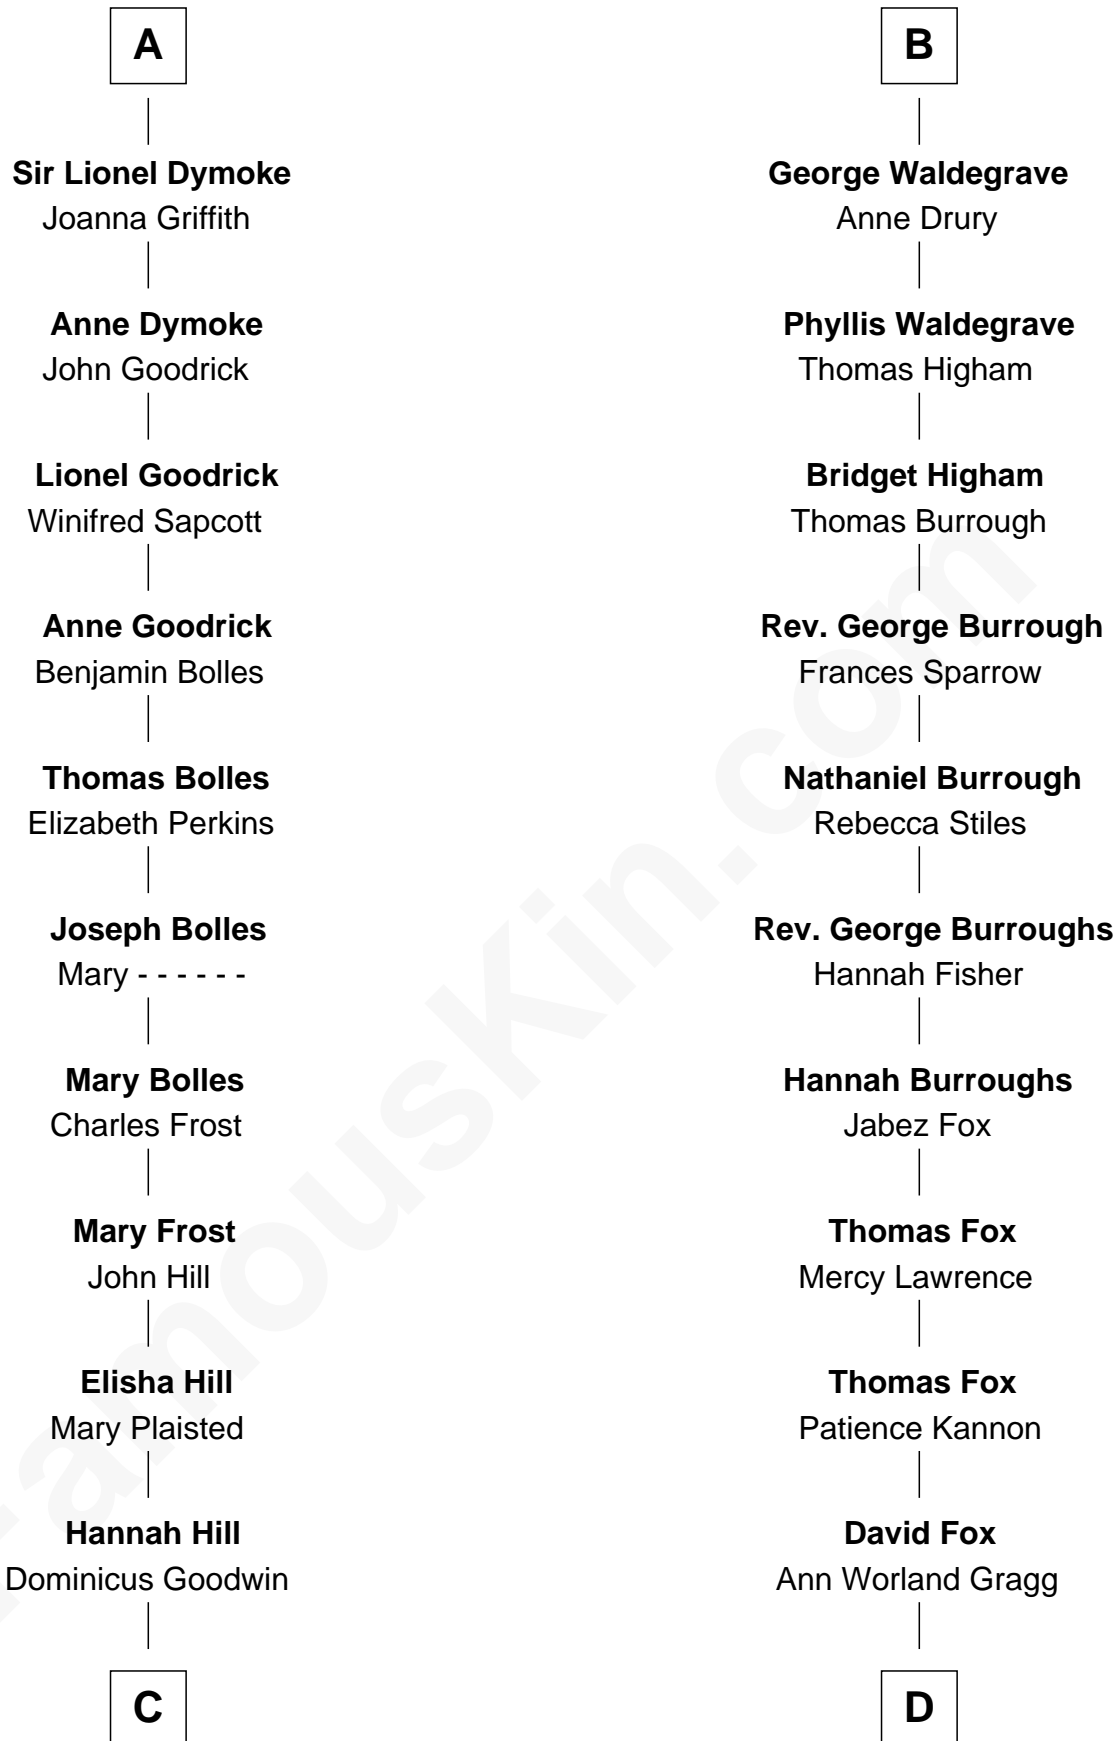 A
Sir Lionel Dymoke
Joanna Griffith
Anne Dymoke
John Goodrick
Lionel Goodrick
Winifred Sapcott
Anne Goodrick
Benjamin Bolles
Thomas Bolles
Elizabeth Perkins
Joseph Bolles
Mary - - - - - -
Mary Bolles
Charles Frost
Mary Frost
John Hill
Elisha Hill
Mary Plaisted
Hannah Hill
Dominicus Goodwin
C
B
George Waldegrave
Anne Drury
Phyllis Waldegrave
Thomas Higham
Bridget Higham
Thomas Burrough
Rev. George Burrough
Frances Sparrow
Nathaniel Burrough
Rebecca Stiles
Rev. George Burroughs
Hannah Fisher
Hannah Burroughs
Jabez Fox
Thomas Fox
Mercy Lawrence
Thomas Fox
Patience Kannon
David Fox
Ann Worland Gragg
D
FamousKin.com